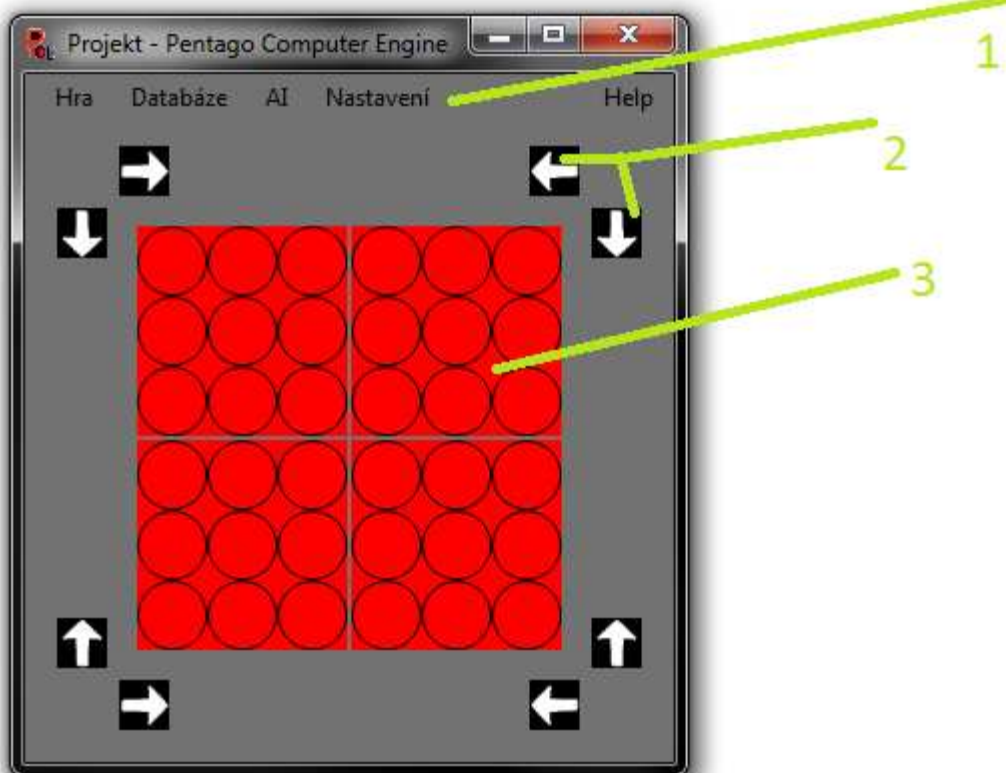 Projekt - Pentago Computer Engine
Hra Databáze AI Nastavení Help
1
2
3